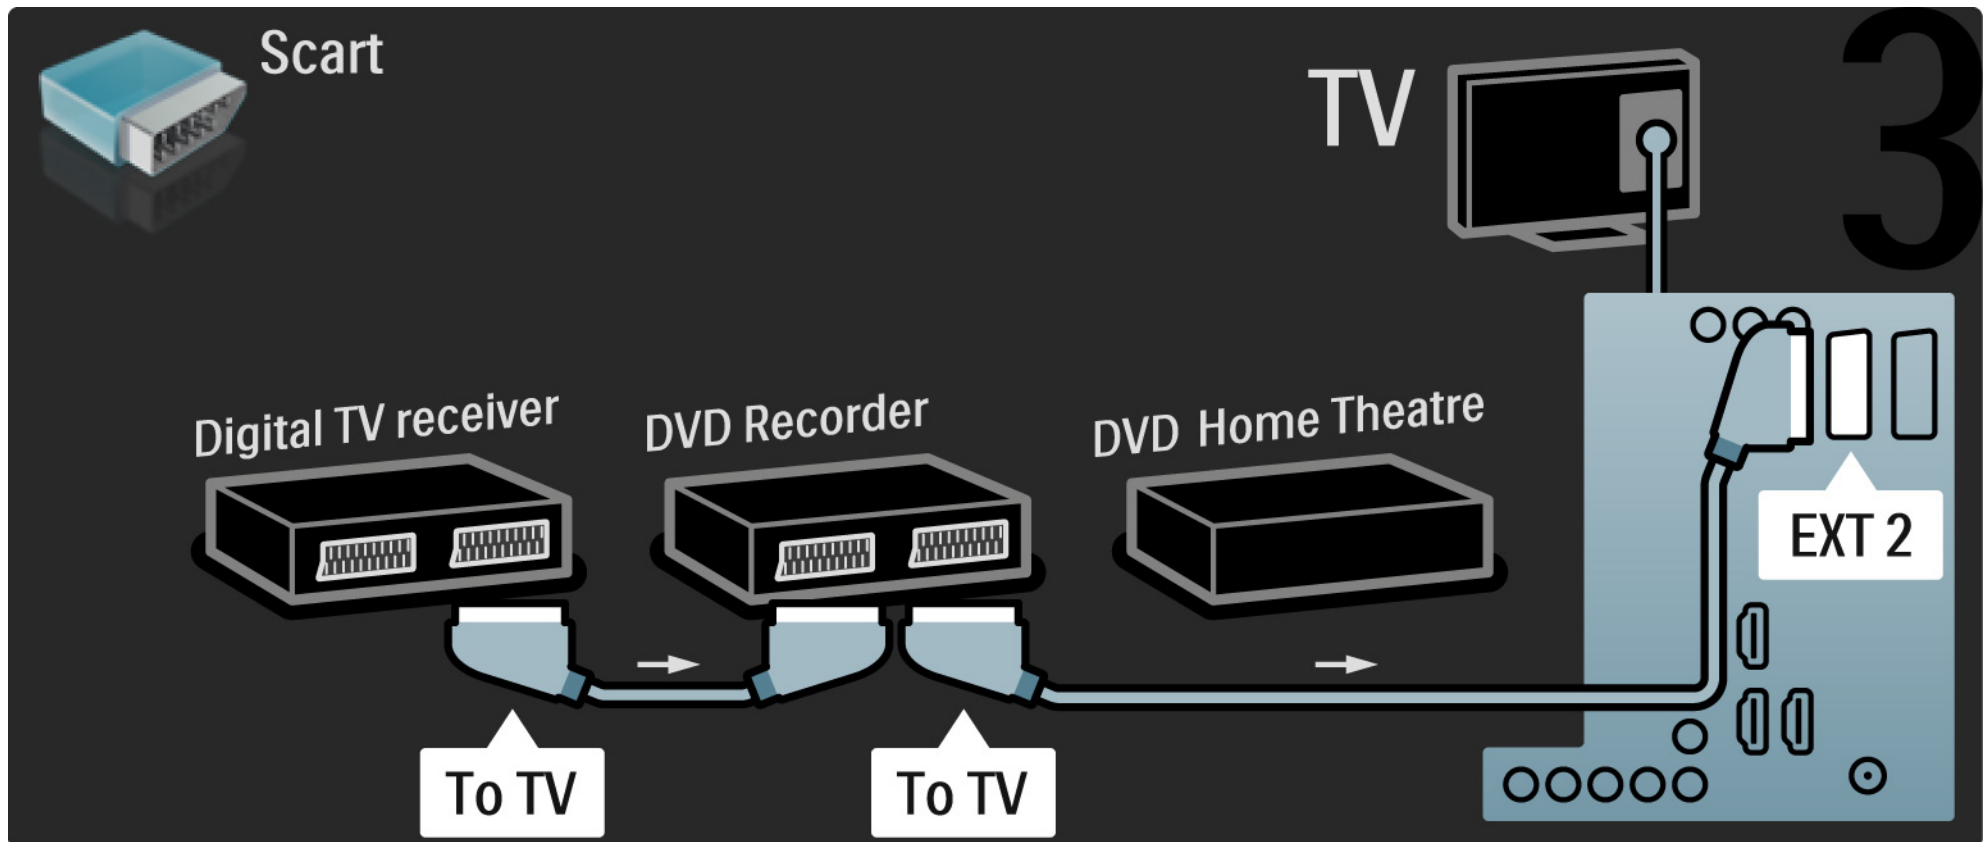 Scart
TV
3
Digital TV receiver
DVD Recorder
DVD Home Theatre
EXT 2
To TV
To TV